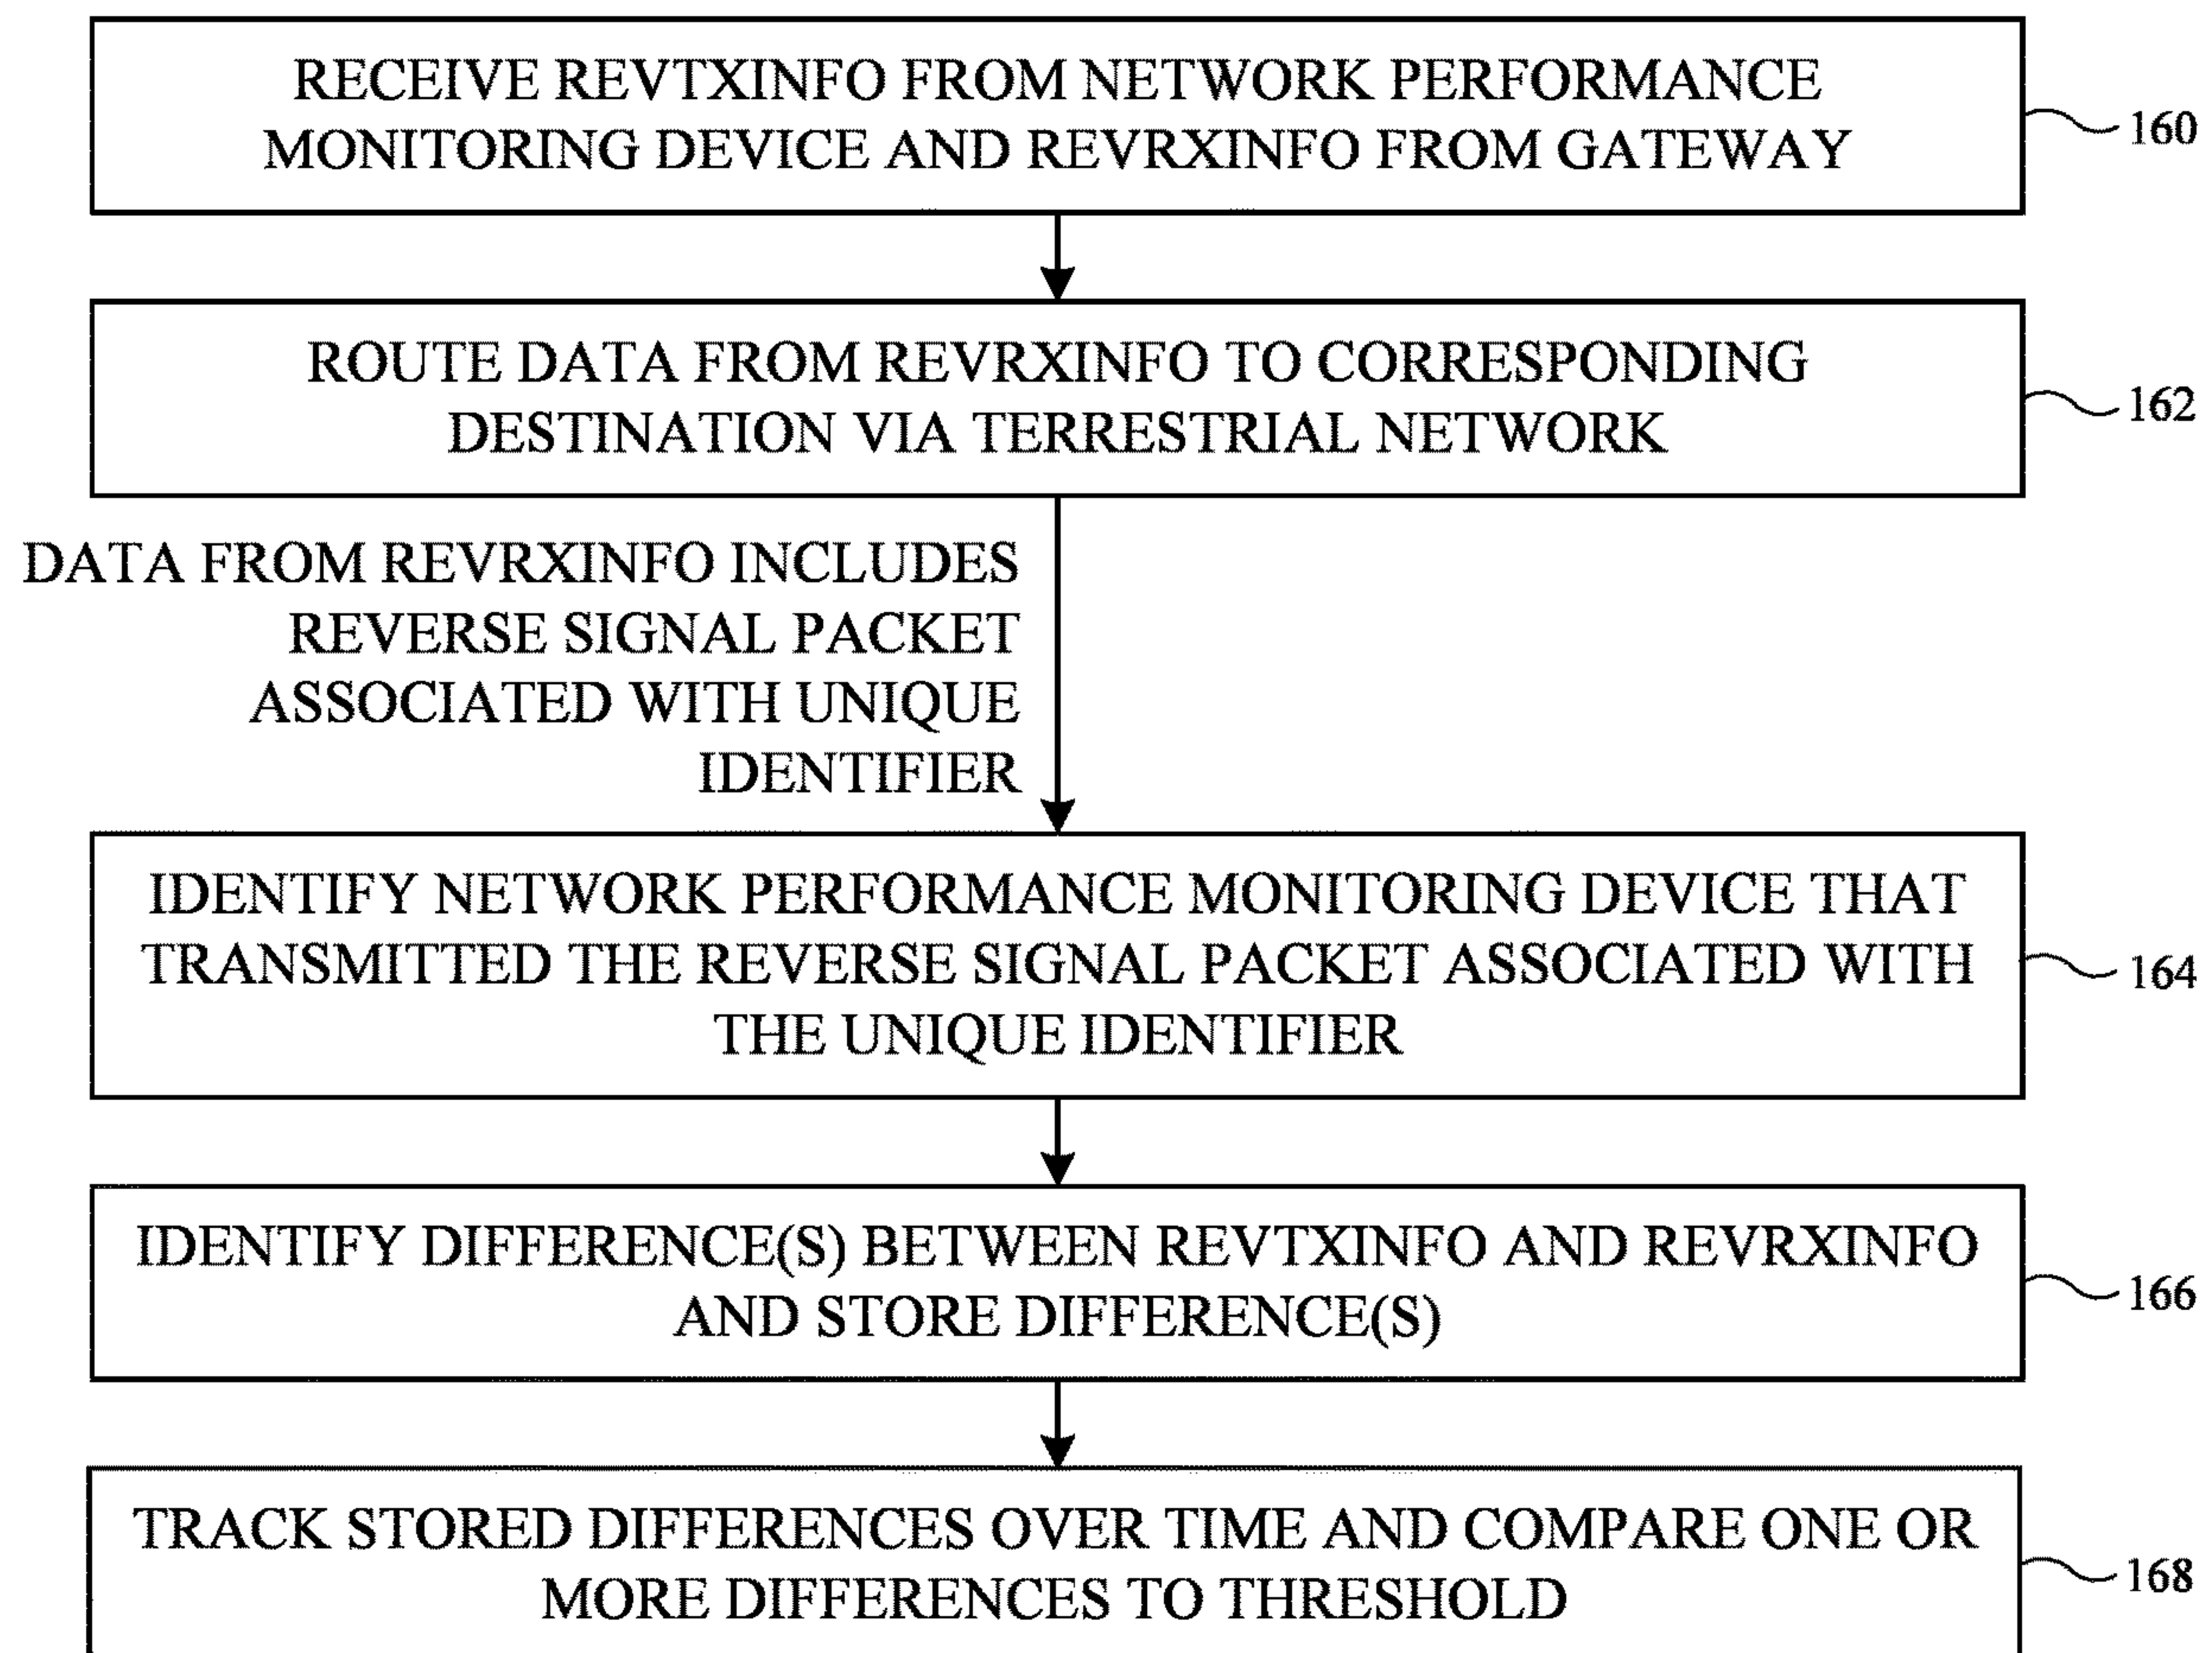 RECEIVE REVTXINFO FROM NETWORK PERFORMANCE
MONITORING DEVICE AND REVRXINFO FROM GATEWAY
160
ROUTE DATA FROM REVRXINFO TO CORRESPONDING
DESTINATION VIA TERRESTRIAL NETWORK
162
DATA FROM REVRXINFO INCLUDES
REVERSE SIGNAL PACKET
ASSOCIATED WITH UNIQUE
IDENTIFIER
IDENTIFY NETWORK PERFORMANCE MONITORING DEVICE THAT
TRANSMITTED THE REVERSE SIGNAL PACKET ASSOCIATED WITH
THE UNIQUE IDENTIFIER
164
IDENTIFY DIFFERENCE(S) BETWEEN REVTXINFO AND REVRXINFO
AND STORE DIFFERENCE(S)
166
TRACK STORED DIFFERENCES OVER TIME AND COMPARE ONE OR
MORE DIFFERENCES TO THRESHOLD
168